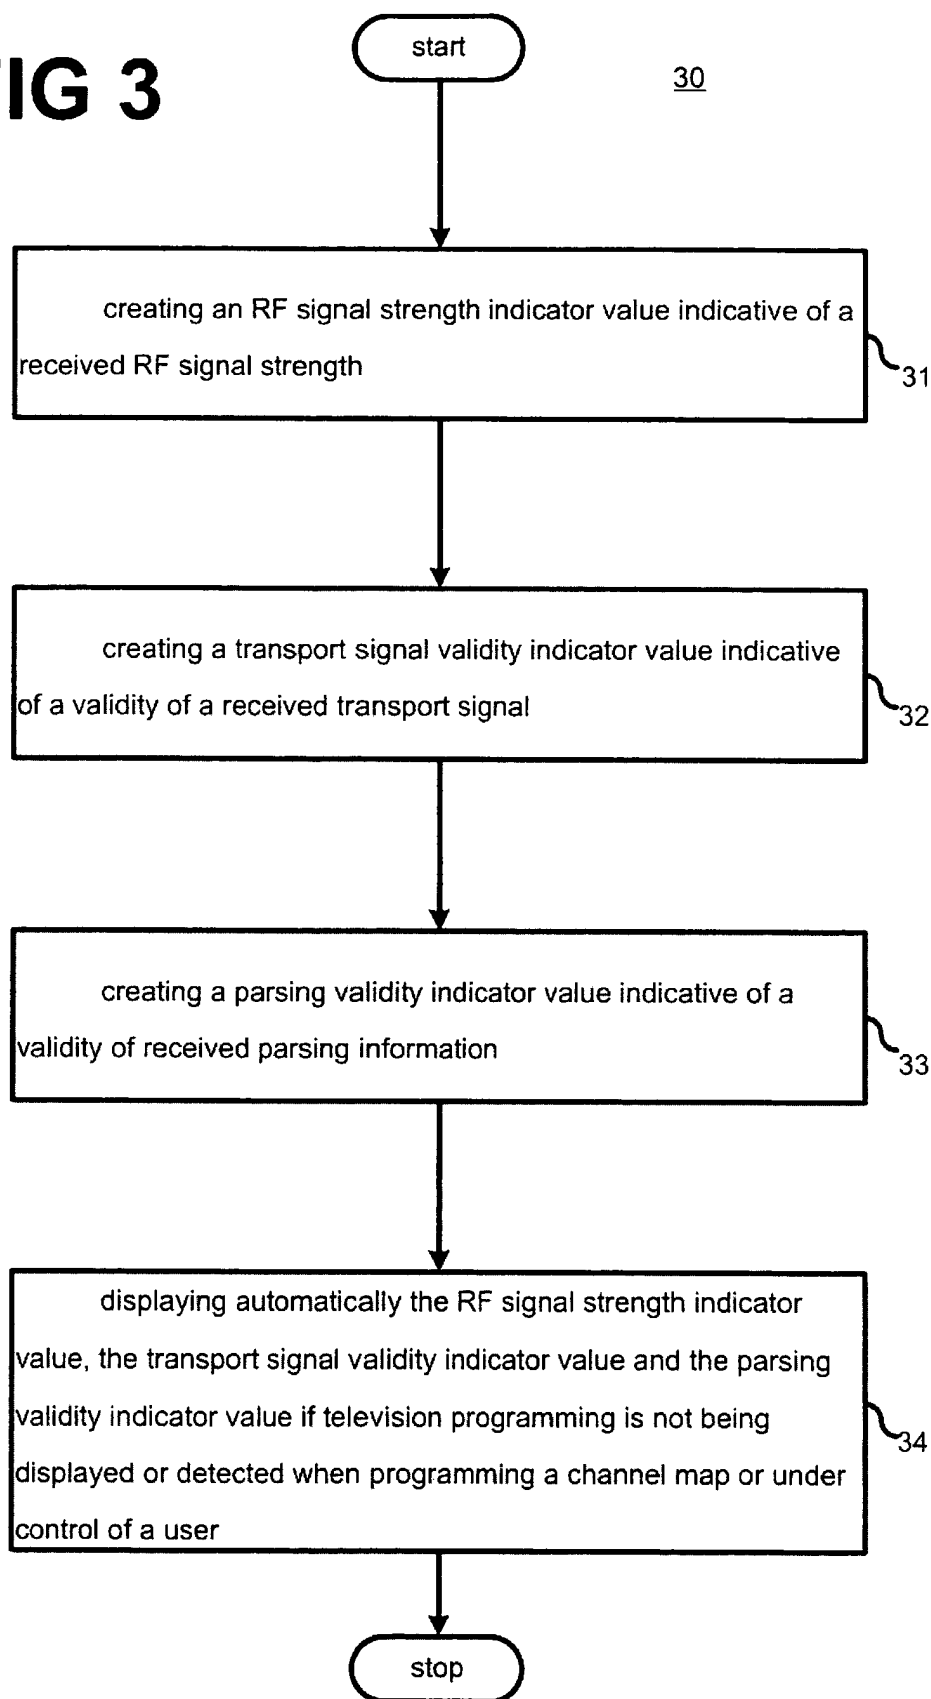 start
FIG 3
30
creating an RF signal strength indicator value indicative of a
received RF signal strength
31
creating a transport signal validity indicator value indicative
of a validity of a received transport signal
32
creating a parsing validity indicator value indicative of a
validity of received parsing information
33
displaying automatically the RF signal strength indicator
value, the transport signal validity indicator value and the parsing
validity indicator value if television programming is not being
displayed or detected when programming a channel map or under
control of a user
34
stop